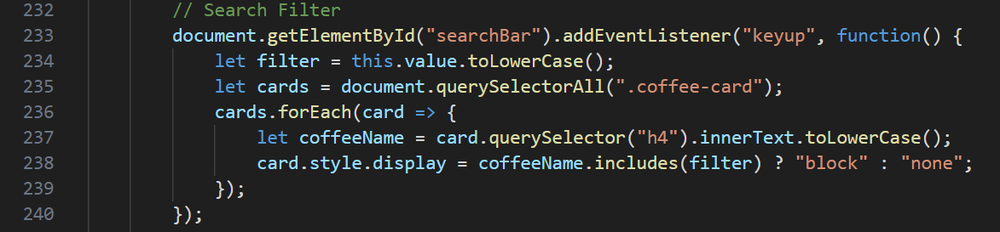 232 // Search Filter
233 document.getElementById("searchBar").addEventListener("keyup", function() {
234     let filter = this.value.toLowerCase();
235     let cards = document.querySelectorAll(".coffee-card");
236     cards.forEach(card => {
237         let coffeeName = card.querySelector("h4").innerText.toLowerCase();
238         card.style.display = coffeeName.includes(filter) ? "block" : "none";
239     });
240 });